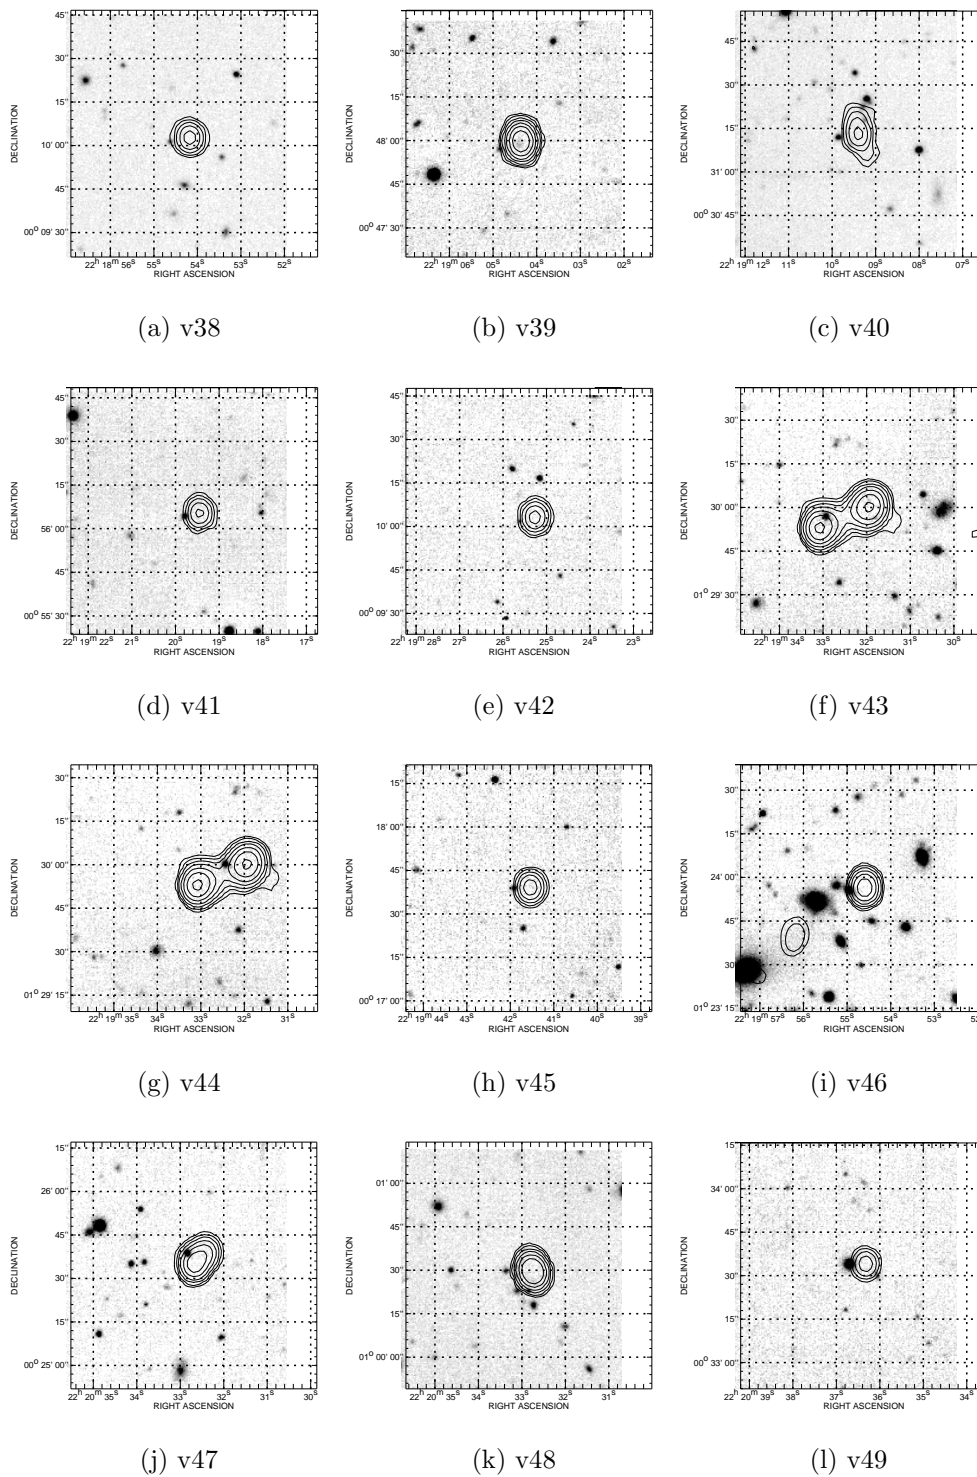 45"
30"
15"
DECLINATION
10' 00"
45"
00° 09' 30"
22ʰ 18ᵐ 56ˢ 55ˢ 54ˢ 53ˢ 52ˢ
RIGHT ASCENSION
(a) v38
30"
15"
DECLINATION
48' 00"
45"
00° 47' 30"
22ʰ 19ᵐ 06ˢ 05ˢ 04ˢ 03ˢ 02ˢ
RIGHT ASCENSION
(b) v39
45"
30"
DECLINATION
15"
31' 00"
00° 30' 45"
22ʰ 19ᵐ 12ˢ 11ˢ 10ˢ 09ˢ 08ˢ 07ˢ
RIGHT ASCENSION
(c) v40
45"
30"
DECLINATION
15"
56' 00"
45"
00° 55' 30"
22ʰ 19ᵐ 22ˢ 21ˢ 20ˢ 19ˢ 18ˢ 17ˢ
RIGHT ASCENSION
(d) v41
45"
30"
DECLINATION
15"
10' 00"
45"
00° 09' 30"
22ʰ 19ᵐ 28ˢ 27ˢ 26ˢ 25ˢ 24ˢ 23ˢ
RIGHT ASCENSION
(e) v42
30"
15"
DECLINATION
30' 00"
45"
01° 29' 30"
22ʰ 19ᵐ 34ˢ 33ˢ 32ˢ 31ˢ 30ˢ
RIGHT ASCENSION
(f) v43
30"
15"
DECLINATION
30' 00"
45"
30"
01° 29' 15"
22ʰ 19ᵐ 35ˢ 34ˢ 33ˢ 32ˢ 31ˢ
RIGHT ASCENSION
(g) v44
15"
18' 00"
DECLINATION
45"
30"
15"
00° 17' 00"
22ʰ 19ᵐ 44ˢ 43ˢ 42ˢ 41ˢ 40ˢ 39ˢ
RIGHT ASCENSION
(h) v45
30"
15"
DECLINATION
24' 00"
45"
30"
01° 23' 15"
22ʰ 19ᵐ 57ˢ 56ˢ 55ˢ 54ˢ 53ˢ
RIGHT ASCENSION
(i) v46
15"
26' 00"
DECLINATION
45"
30"
15"
00° 25' 00"
22ʰ 20ᵐ 35ˢ 34ˢ 33ˢ 32ˢ 31ˢ 30ˢ
RIGHT ASCENSION
(j) v47
01' 00"
45"
DECLINATION
30"
15"
01° 00' 00"
22ʰ 20ᵐ 35ˢ 34ˢ 33ˢ 32ˢ 31ˢ
RIGHT ASCENSION
(k) v48
15"
34' 00"
DECLINATION
45"
30"
15"
00° 33' 00"
22ʰ 20ᵐ 39ˢ 38ˢ 37ˢ 36ˢ 35ˢ 34ˢ
RIGHT ASCENSION
(l) v49